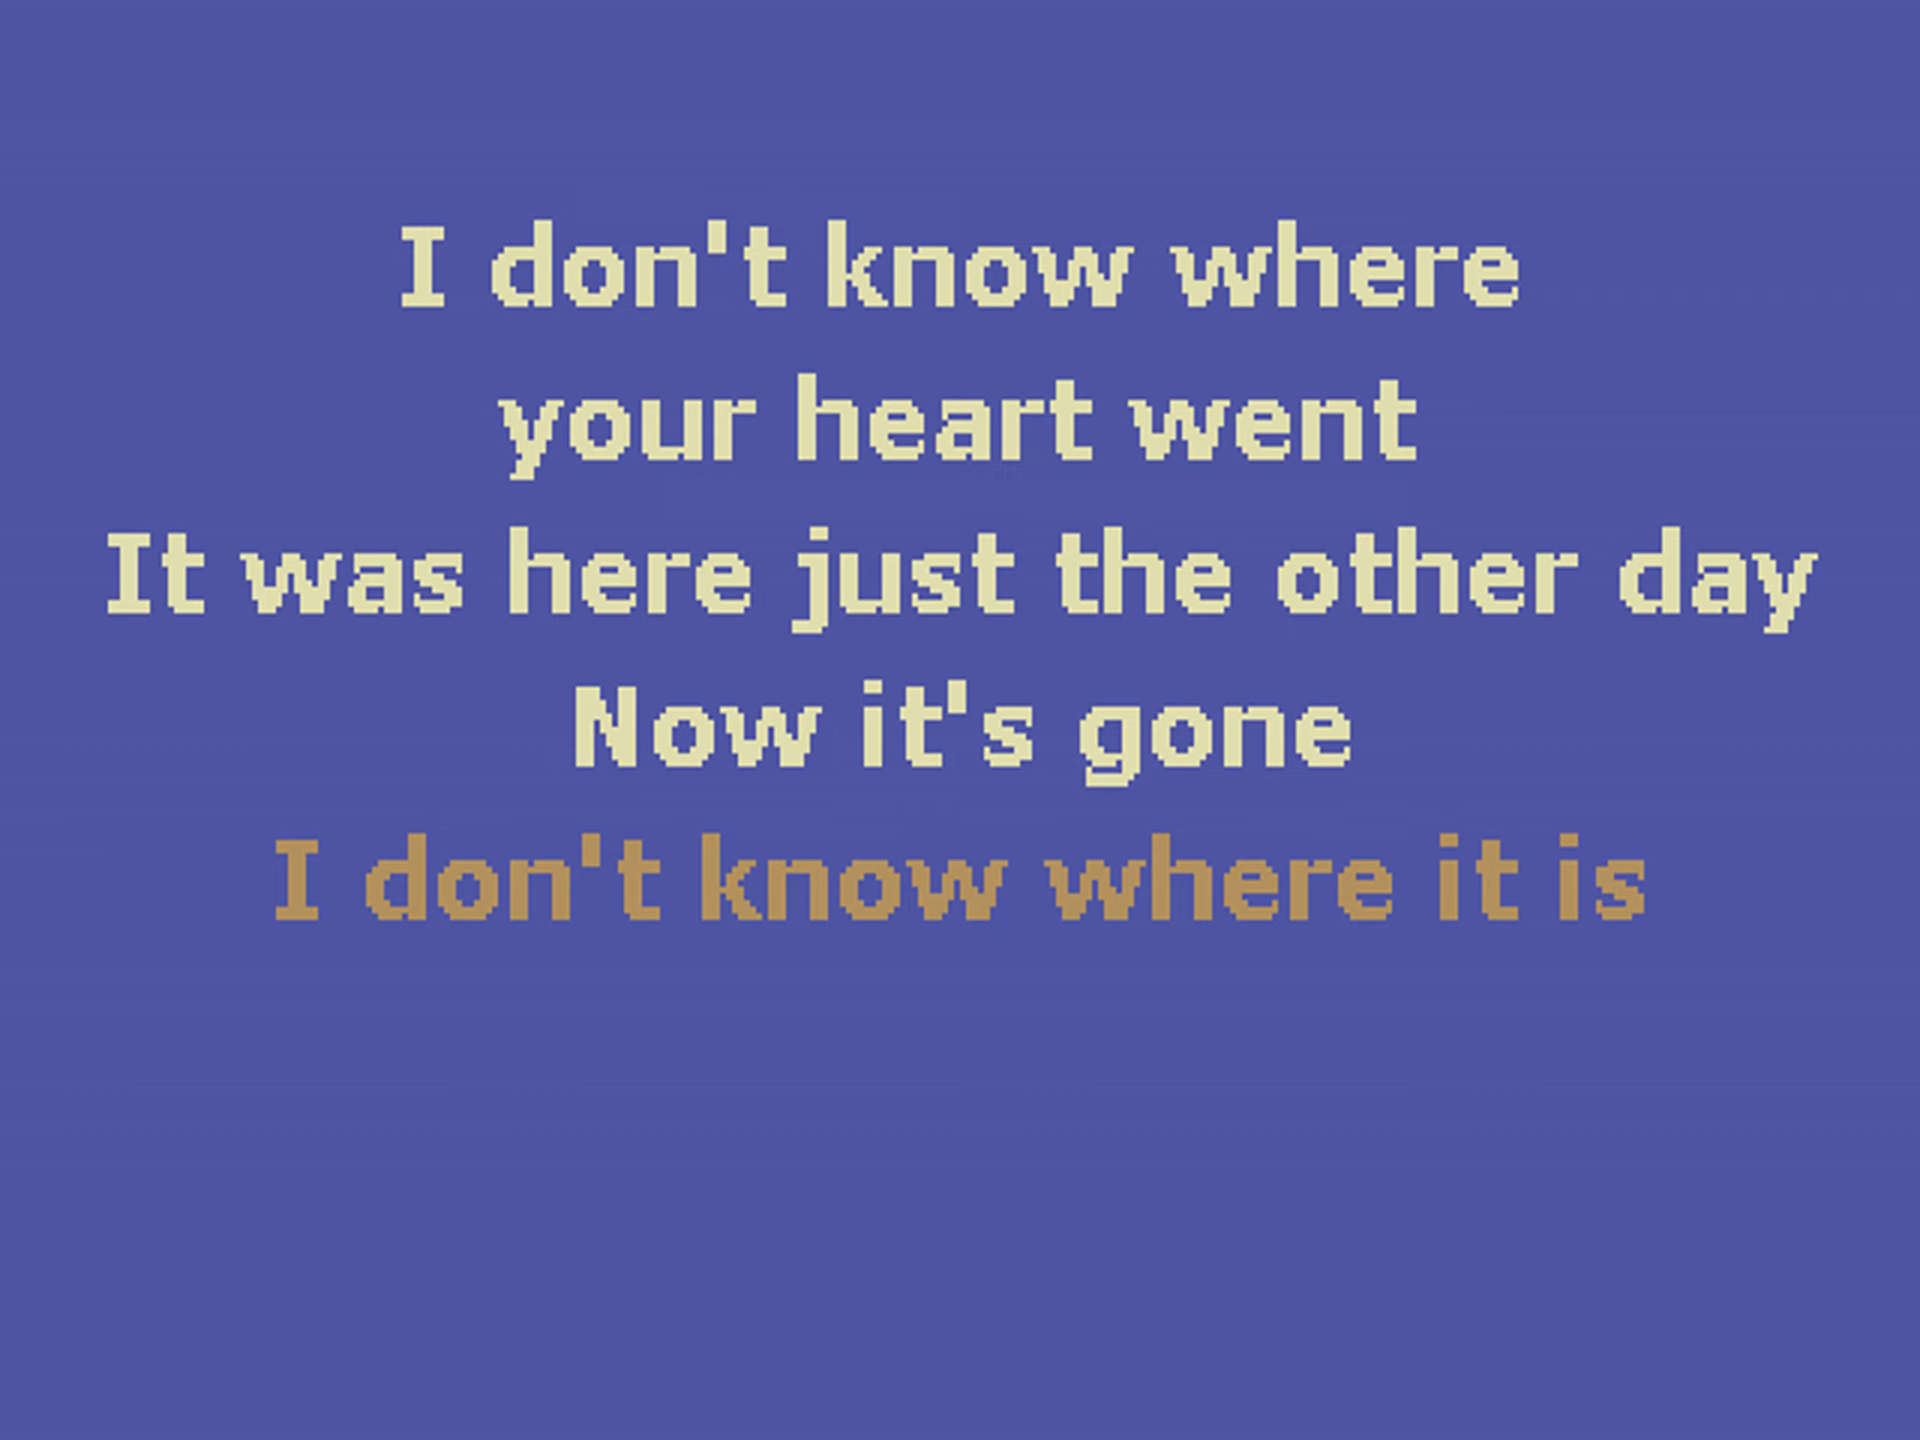 I don't know where
your heart went
It was here just the other day
Now it's gone
I don't know where it is